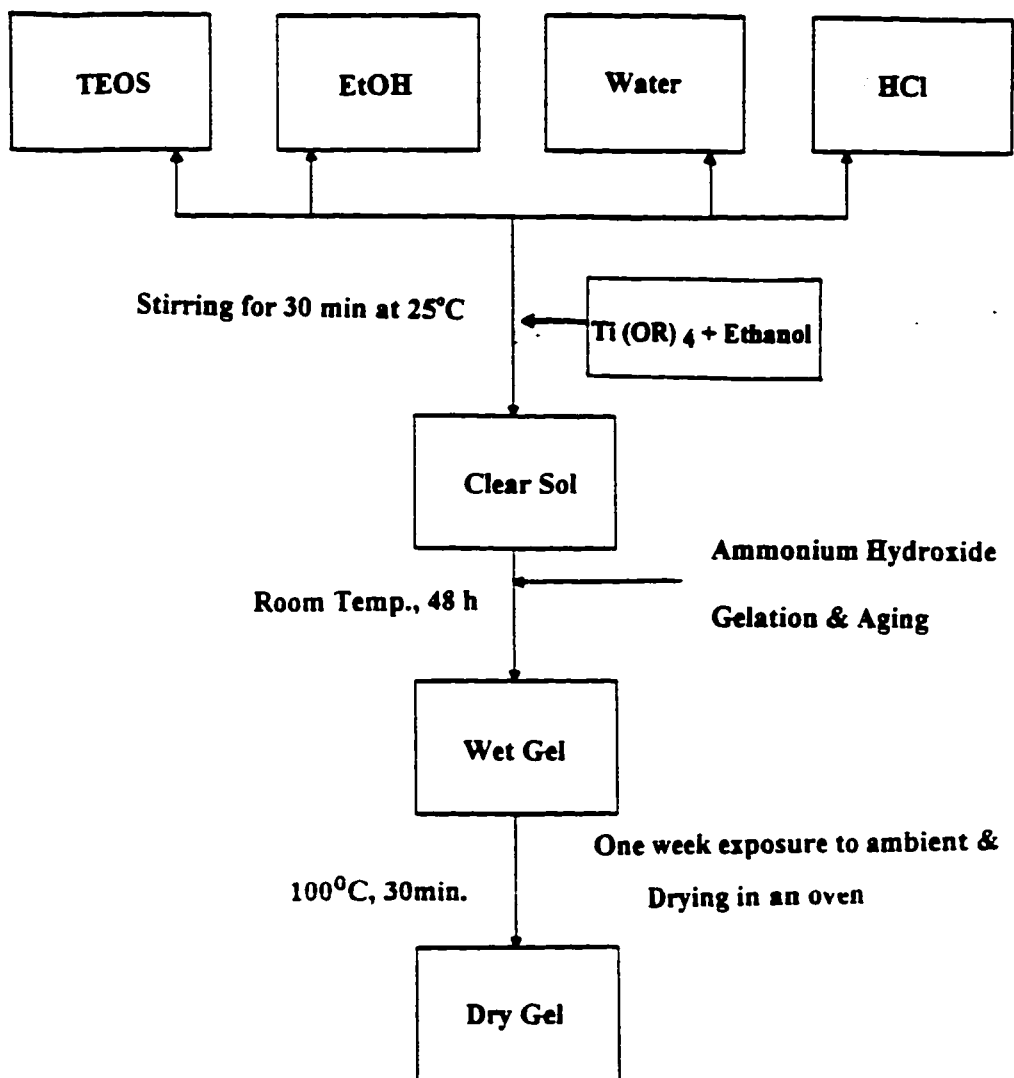 TEOS
EtOH
Water
HCl
Stirring for 30 min at 25°C
Ti (OR) 4 + Ethanol
Clear Sol
Ammonium Hydroxide
Room Temp., 48 h
Gelation & Aging
Wet Gel
One week exposure to ambient &
100⁰C, 30min.
Drying in an oven
Dry Gel